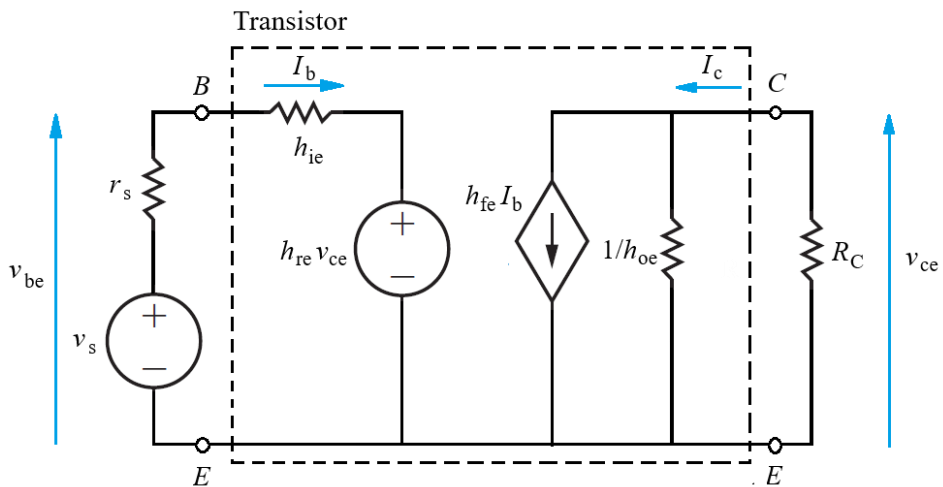 Transistor
I_b
I_c
B
C
h_ie
r_s
h_fe I_b
+
h_re v_ce
−
1/h_oe
R_C
v_be
v_ce
+
v_s
−
E
E